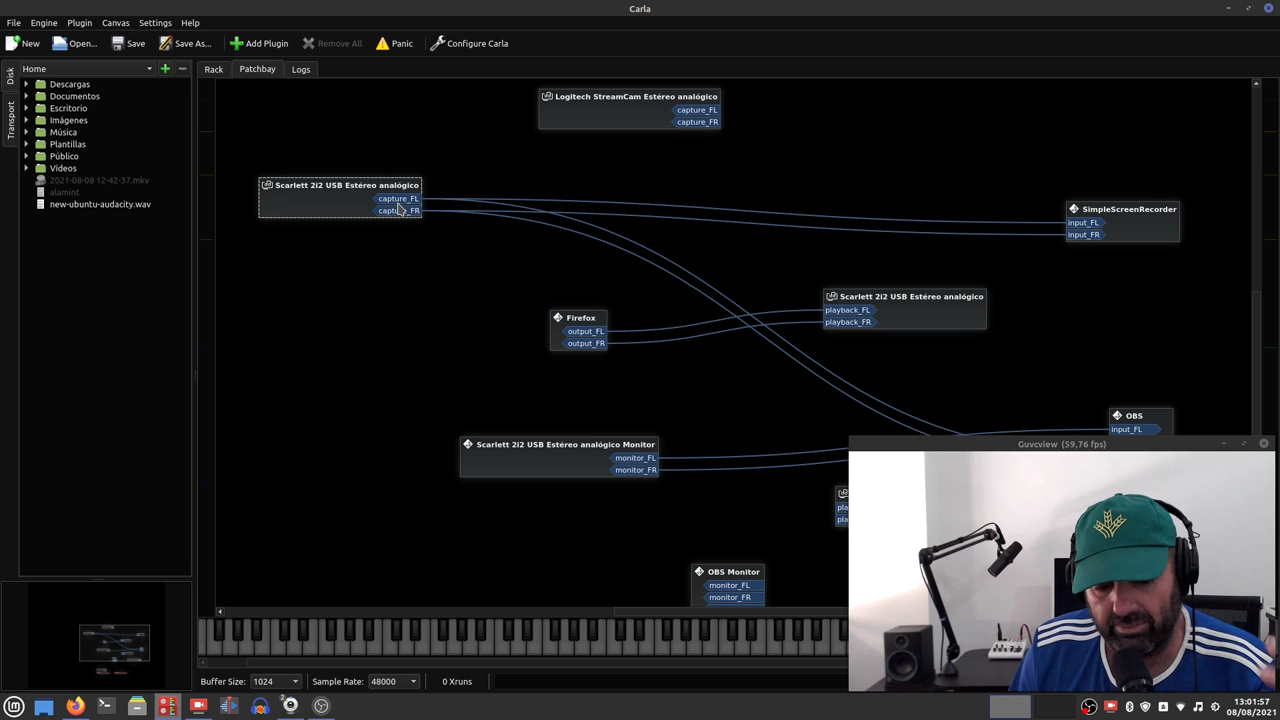 Carla
File Engine Plugin Canvas Settings Help
New Open... Save Save As... Add Plugin Remove All Panic Configure Carla
Disk
Transport
Home
Descargas
Documentos
Escritorio
Imágenes
Música
Plantillas
Público
Vídeos
2021-08-08 12-42-37.mkv
alamint
new-ubuntu-audacity.wav
Rack Patchbay Logs
Logitech StreamCam Estéreo analógico
capture_FL
capture_FR
Scarlett 2i2 USB Estéreo analógico
capture_FL
capture_FR
SimpleScreenRecorder
input_FL
input_FR
Scarlett 2i2 USB Estéreo analógico
playback_FL
playback_FR
Firefox
output_FL
output_FR
OBS
input_FL
Scarlett 2i2 USB Estéreo analógico Monitor
monitor_FL
monitor_FR
Guvcview (59,76 fps)
pla
pla
OBS Monitor
monitor_FL
monitor_FR
Buffer Size: 1024 Sample Rate: 48000 0 Xruns
13:01:57
08/08/2021